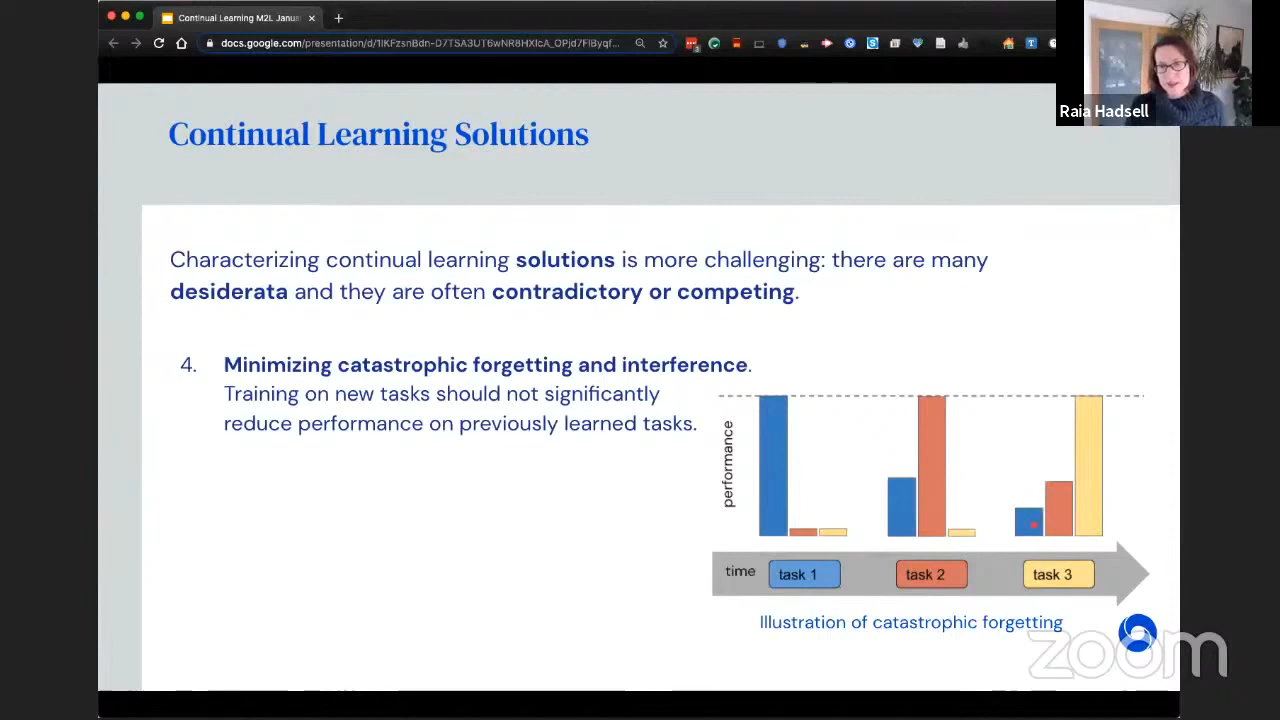 Continual Learning M2L Janua
docs.google.com/presentation/d/
Raia Hadsell
Continual Learning Solutions
Characterizing continual learning solutions is more challenging: there are many
desiderata and they are often contradictory or competing.
4. Minimizing catastrophic forgetting and interference.
Training on new tasks should not significantly
reduce performance on previously learned tasks.
performance
time task 1 task 2 task 3
Illustration of catastrophic forgetting
zoom